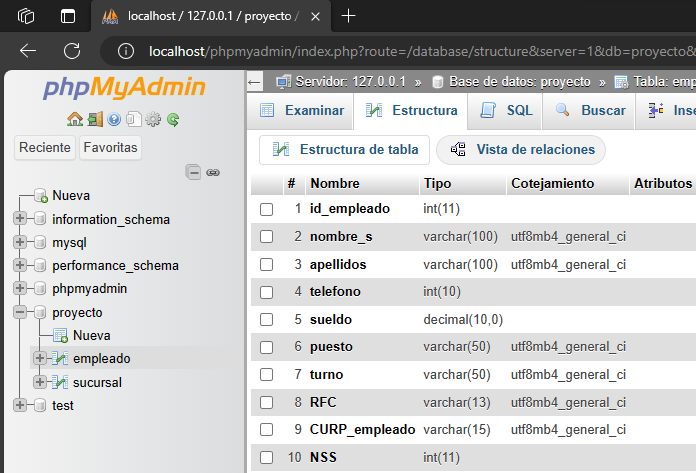 localhost / 127.0.0.1 / proyecto /
localhost/phpmyadmin/index.php?route=/database/structure&server=1&db=proyecto&
phpMyAdmin
Reciente Favoritas
Nueva
information_schema
mysql
performance_schema
phpmyadmin
proyecto
Nueva
empleado
sucursal
test
Servidor: 127.0.0.1 » Base de datos: proyecto » Tabla: emp
Examinar Estructura SQL Buscar Inse
Estructura de tabla Vista de relaciones
# Nombre Tipo Cotejamiento Atributos
1 id_empleado int(11)
2 nombre_s varchar(100) utf8mb4_general_ci
3 apellidos varchar(100) utf8mb4_general_ci
4 telefono int(10)
5 sueldo decimal(10,0)
6 puesto varchar(50) utf8mb4_general_ci
7 turno varchar(50) utf8mb4_general_ci
8 RFC varchar(13) utf8mb4_general_ci
9 CURP_empleado varchar(15) utf8mb4_general_ci
10 NSS int(11)